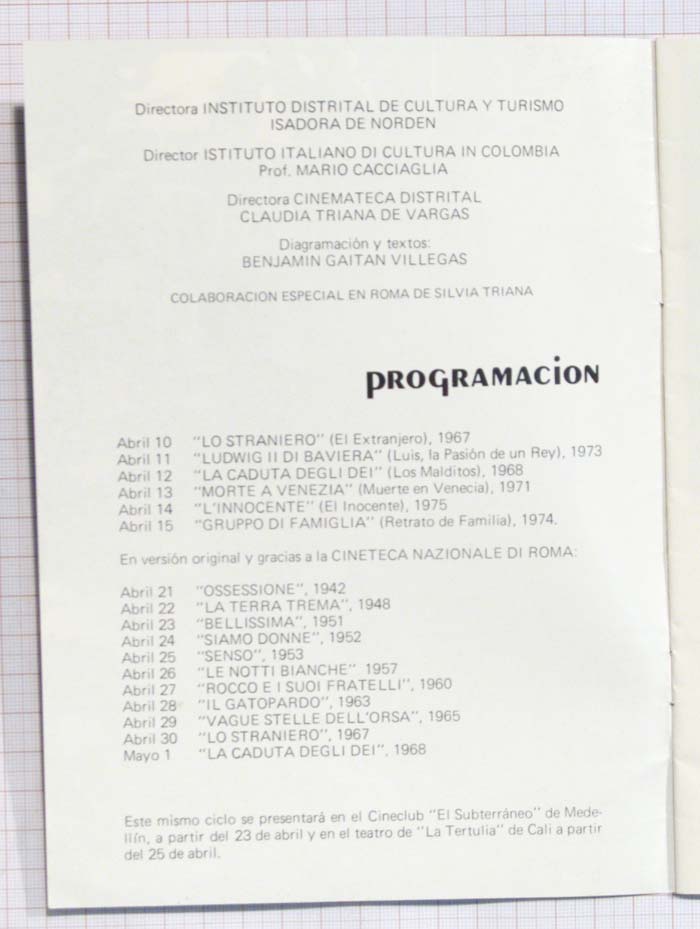 Directora INSTITUTO DISTRITAL DE CULTURA Y TURISMO
ISADORA DE NORDEN
Director ISTITUTO ITALIANO DI CULTURA IN COLOMBIA
Prof. MARIO CACCIAGLIA
Directora CINEMATECA DISTRITAL
CLAUDIA TRIANA DE VARGAS
Diagramación y textos:
BENJAMIN GAITAN VILLEGAS
COLABORACION ESPECIAL EN ROMA DE SILVIA TRIANA
PROGRAMACION
Abril 10 "LO STRANIERO" (El Extranjero), 1967
Abril 11 "LUDWIG II DI BAVIERA" (Luis, la Pasión de un Rey), 1973
Abril 12 "LA CADUTA DEGLI DEI" (Los Malditos), 1968
Abril 13 "MORTE A VENEZIA" (Muerte en Venecia), 1971
Abril 14 "L'INNOCENTE" (El Inocente), 1975
Abril 15 "GRUPPO DI FAMIGLIA" (Retrato de Familia), 1974.
En versión original y gracias a la CINETECA NAZIONALE DI ROMA:
Abril 21 "OSSESSIONE", 1942
Abril 22 "LA TERRA TREMA", 1948
Abril 23 "BELLISSIMA", 1951
Abril 24 "SIAMO DONNE", 1952
Abril 25 "SENSO", 1953
Abril 26 "LE NOTTI BIANCHE" 1957
Abril 27 "ROCCO E I SUOI FRATELLI", 1960
Abril 28 "IL GATOPARDO", 1963
Abril 29 "VAGUE STELLE DELL'ORSA", 1965
Abril 30 "LO STRANIERO", 1967
Mayo 1 "LA CADUTA DEGLI DEI", 1968
Este mismo ciclo se presentará en el Cineclub "El Subterráneo" de Mede-
llín, a partir del 23 de abril y en el teatro de "La Tertulia" de Cali a partir
del 25 de abril.